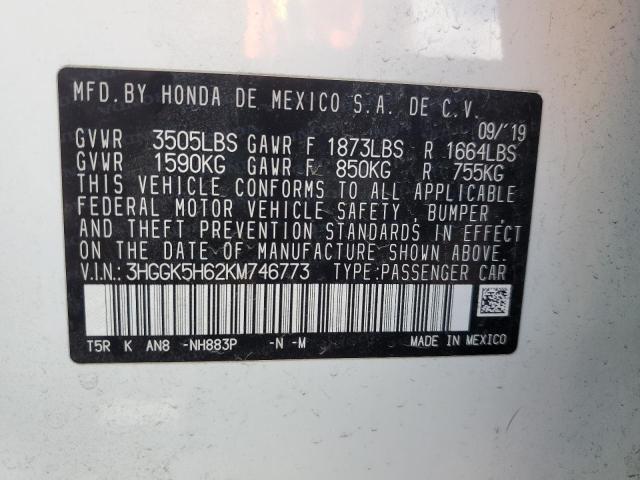 MFD. BY HONDA DE MEXICO S.A. DE C.V.
09/'19
GVWR 3505LBS GAWR F 1873LBS R 1664LBS
GVWR 1590KG GAWR F 850KG R 755KG
THIS VEHICLE CONFORMS TO ALL APPLICABLE
FEDERAL MOTOR VEHICLE SAFETY , BUMPER ,
AND THEFT PREVENTION STANDARDS IN EFFECT
ON THE DATE OF MANUFACTURE SHOWN ABOVE.
V.I.N.: 3HGGK5H62KM746773 TYPE:PASSENGER CAR
T5R K AN8 -NH883P -N -M MADE IN MEXICO